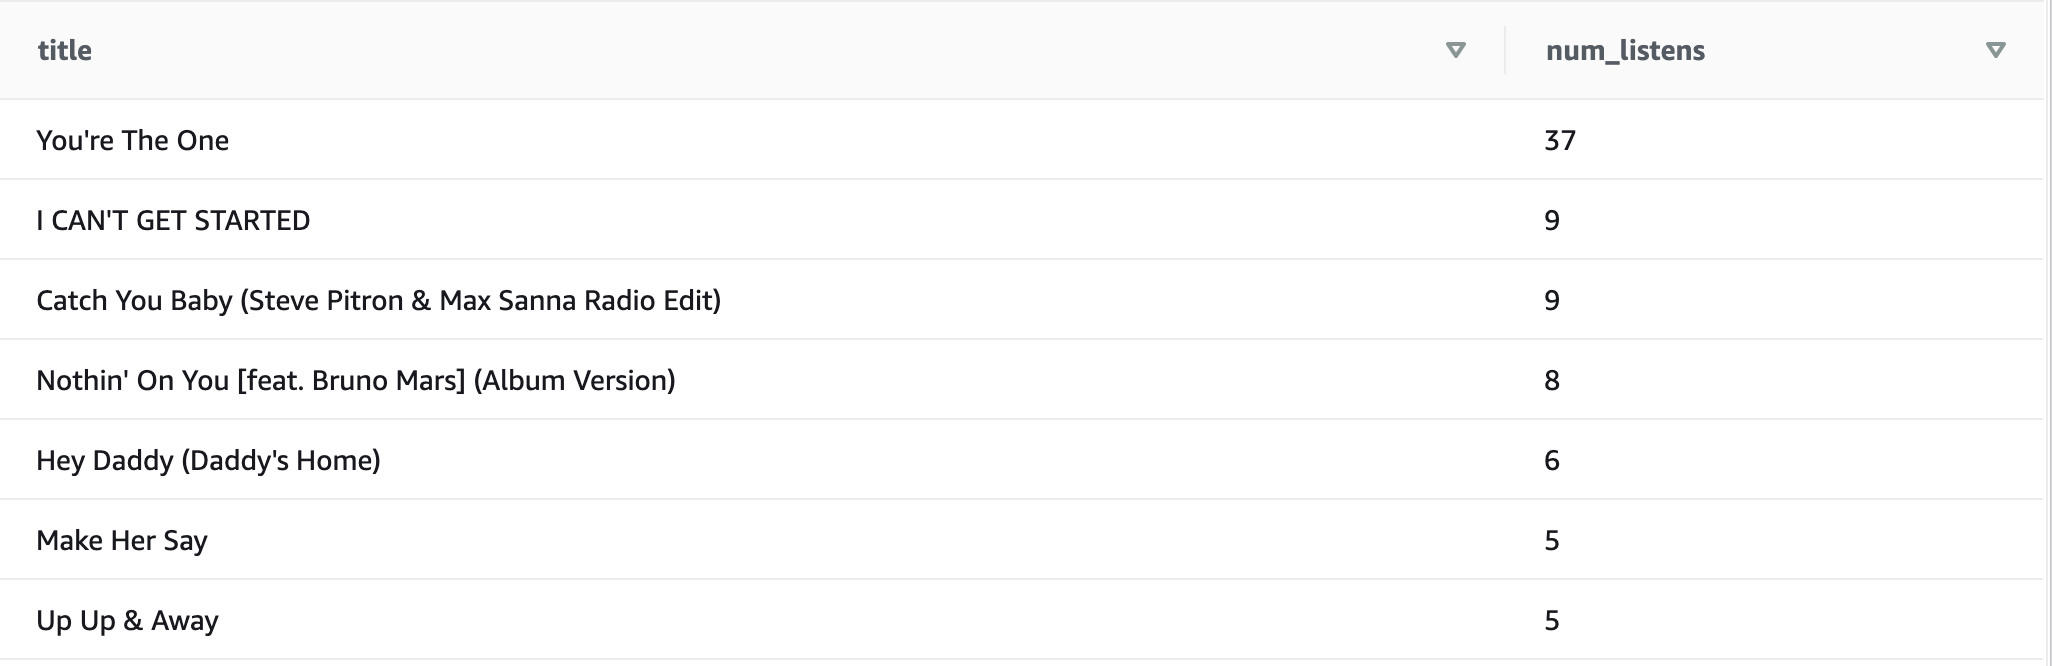 title num_listens
You're The One 37
I CAN'T GET STARTED 9
Catch You Baby (Steve Pitron & Max Sanna Radio Edit) 9
Nothin' On You [feat. Bruno Mars] (Album Version) 8
Hey Daddy (Daddy's Home) 6
Make Her Say 5
Up Up & Away 5